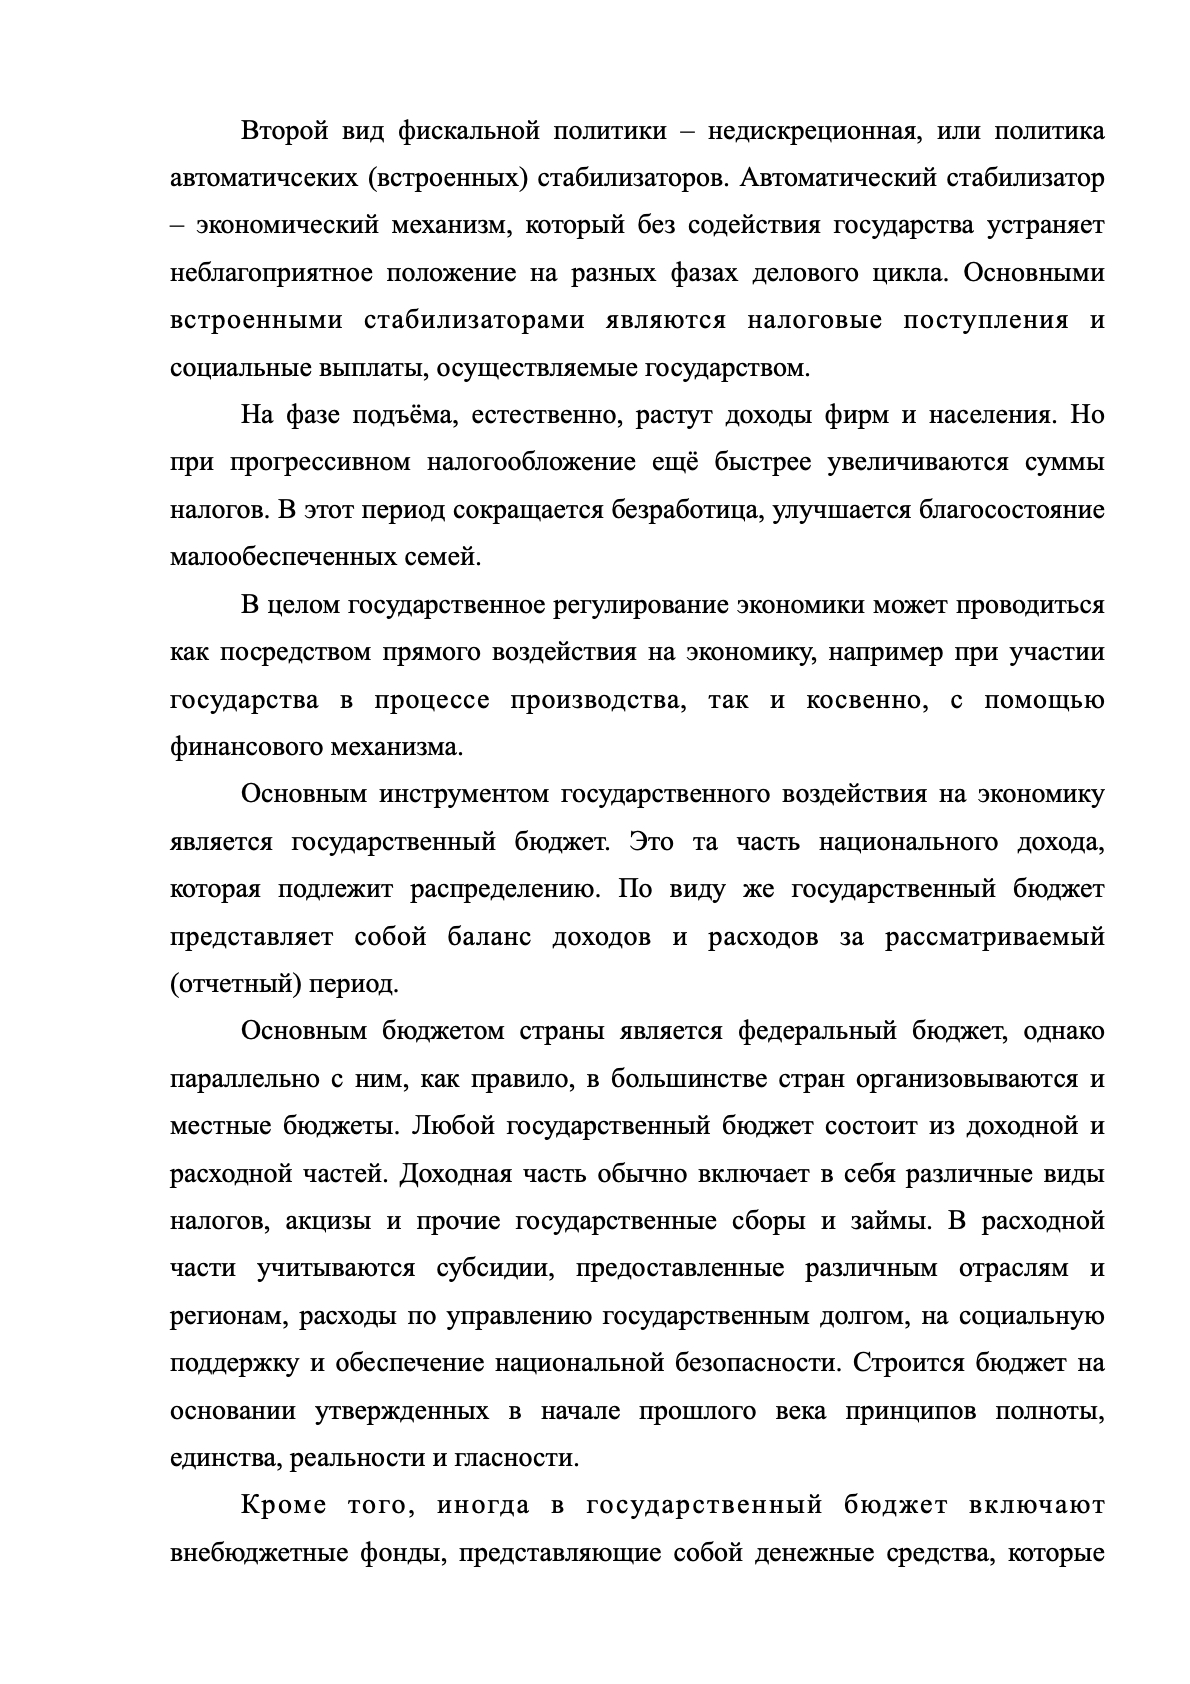 Второй вид фискальной политики – недискреционная, или политика
автоматичсеких (встроенных) стабилизаторов. Автоматический стабилизатор
– экономический механизм, который без содействия государства устраняет
неблагоприятное положение на разных фазах делового цикла. Основными
встроенными стабилизаторами являются налоговые поступления и
социальные выплаты, осуществляемые государством.
На фазе подъёма, естественно, растут доходы фирм и населения. Но
при прогрессивном налогообложение ещё быстрее увеличиваются суммы
налогов. В этот период сокращается безработица, улучшается благосостояние
малообеспеченных семей.
В целом государственное регулирование экономики может проводиться
как посредством прямого воздействия на экономику, например при участии
государства в процессе производства, так и косвенно, с помощью
финансового механизма.
Основным инструментом государственного воздействия на экономику
является государственный бюджет. Это та часть национального дохода,
которая подлежит распределению. По виду же государственный бюджет
представляет собой баланс доходов и расходов за рассматриваемый
(отчетный) период.
Основным бюджетом страны является федеральный бюджет, однако
параллельно с ним, как правило, в большинстве стран организовываются и
местные бюджеты. Любой государственный бюджет состоит из доходной и
расходной частей. Доходная часть обычно включает в себя различные виды
налогов, акцизы и прочие государственные сборы и займы. В расходной
части учитываются субсидии, предоставленные различным отраслям и
регионам, расходы по управлению государственным долгом, на социальную
поддержку и обеспечение национальной безопасности. Строится бюджет на
основании утвержденных в начале прошлого века принципов полноты,
единства, реальности и гласности.
Кроме того, иногда в государственный бюджет включают
внебюджетные фонды, представляющие собой денежные средства, которые